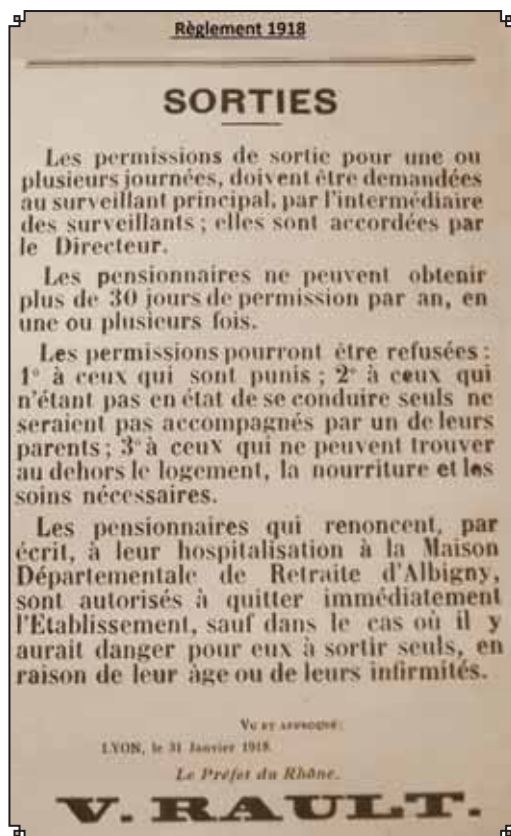 Règlement 1918
SORTIES
Les permissions de sortie pour une ou
plusieurs journées, doivent être demandées
au surveillant principal, par l'intermédiaire
des surveillants ; elles sont accordées par
le Directeur.
Les pensionnaires ne peuvent obtenir
plus de 30 jours de permission par an, en
une ou plusieurs fois.
Les permissions pourront être refusées :
1° à ceux qui sont punis ; 2° à ceux qui
n'étant pas en état de se conduire seuls ne
seraient pas accompagnés par un de leurs
parents ; 3° à ceux qui ne peuvent trouver
au dehors le logement, la nourriture et les
soins nécessaires.
Les pensionnaires qui renoncent, par
écrit, à leur hospitalisation à la Maison
Départementale de Retraite d'Albigny,
sont autorisés à quitter immédiatement
l'Etablissement, sauf dans le cas où il y
aurait danger pour eux à sortir seuls, en
raison de leur âge ou de leurs infirmités.
VU ET APPROUVÉ:
LYON, le 31 Janvier 1918.
Le Préfet du Rhône.
V. RAULT.